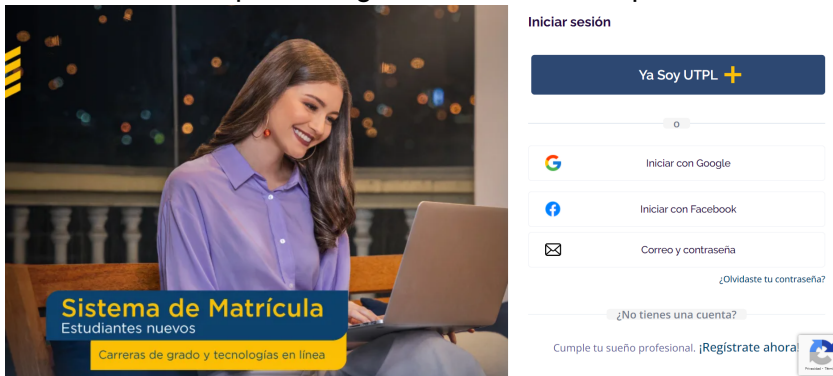 Iniciar sesión
Ya Soy UTPL
o
Iniciar con Google
Iniciar con Facebook
Correo y contraseña
¿Olvidaste tu contraseña?
¿No tienes una cuenta?
Cumple tu sueño profesional. ¡Regístrate ahora!
Sistema de Matrícula
Estudiantes nuevos
Carreras de grado y tecnologías en línea